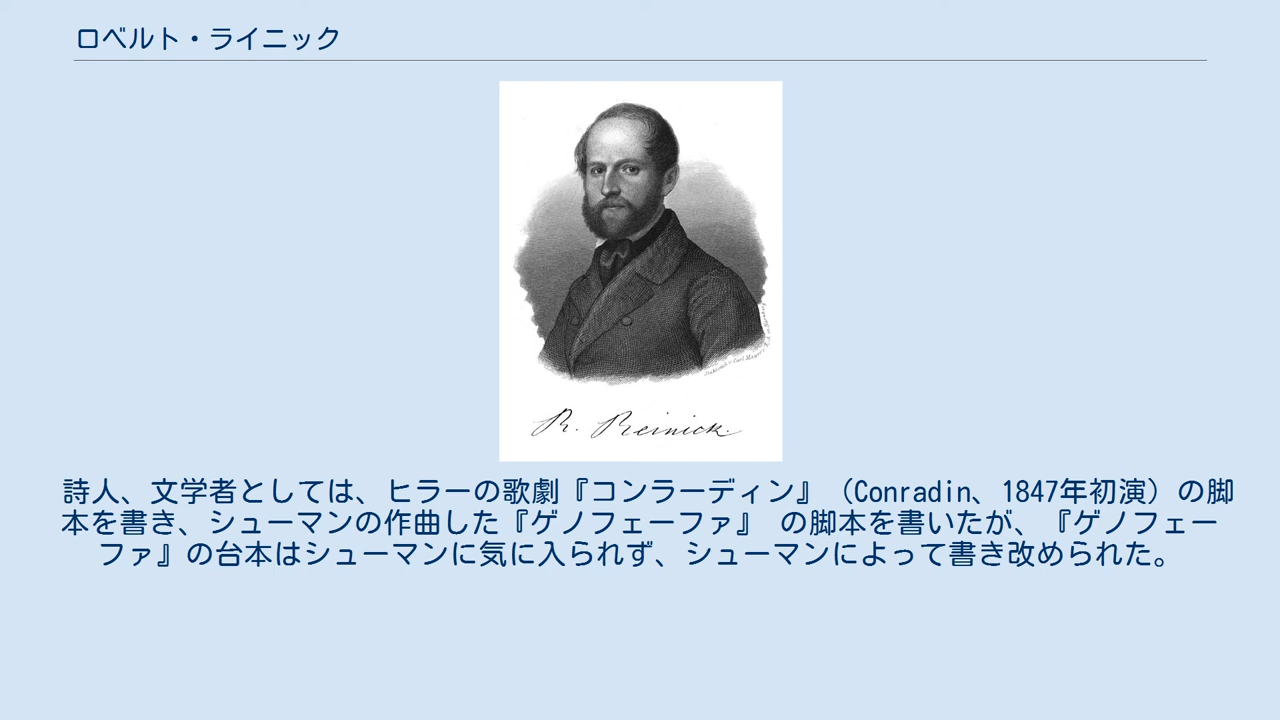 ロベルト・ライニック
R. Reinick.
詩人、文学者としては、ヒラーの歌劇『コンラーディン』（Conradin、1847年初演）の脚
本を書き、シューマンの作曲した『ゲノフェーファ』 の脚本を書いたが、『ゲノフェー
ファ』の台本はシューマンに気に入られず、シューマンによって書き改められた。